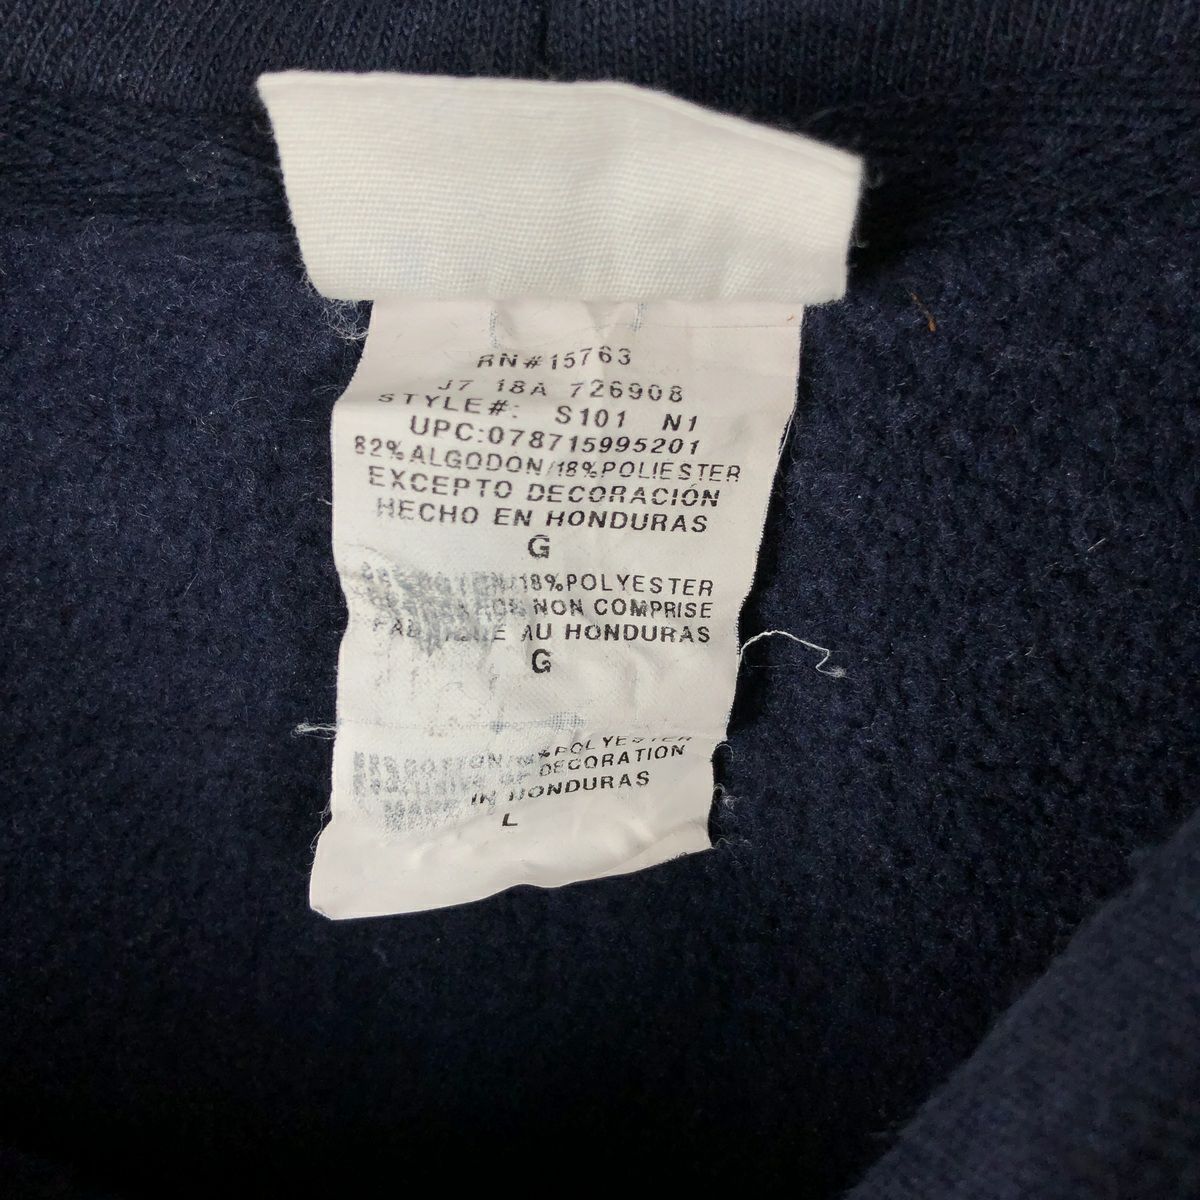 RN#15763
J7 18A 726908
STYLE#: S101 N1
UPC:078715995201
82%ALGODON/18%POLIESTER
EXCEPTO DECORACIÓN
HECHO EN HONDURAS
G
18%POLYESTER
NON COMPRISE
AU HONDURAS
G
%POLYESTER
OF DECORATION
IN HONDURAS
L